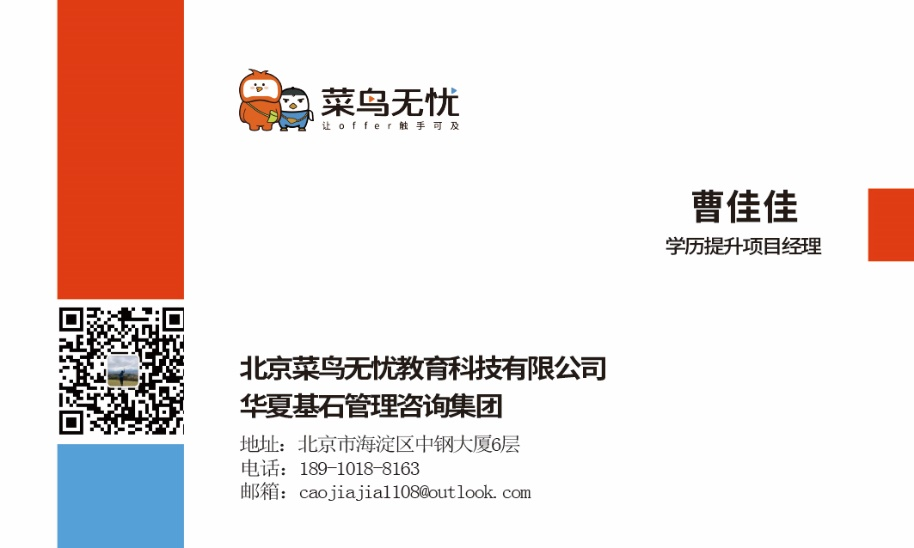 菜鸟无忧
让offer触手可及
曹佳佳
学历提升项目经理
北京菜鸟无忧教育科技有限公司
华夏基石管理咨询集团
地址：北京市海淀区中钢大厦6层
电话：189-1018-8163
邮箱：caojiajia1108@outlook.com